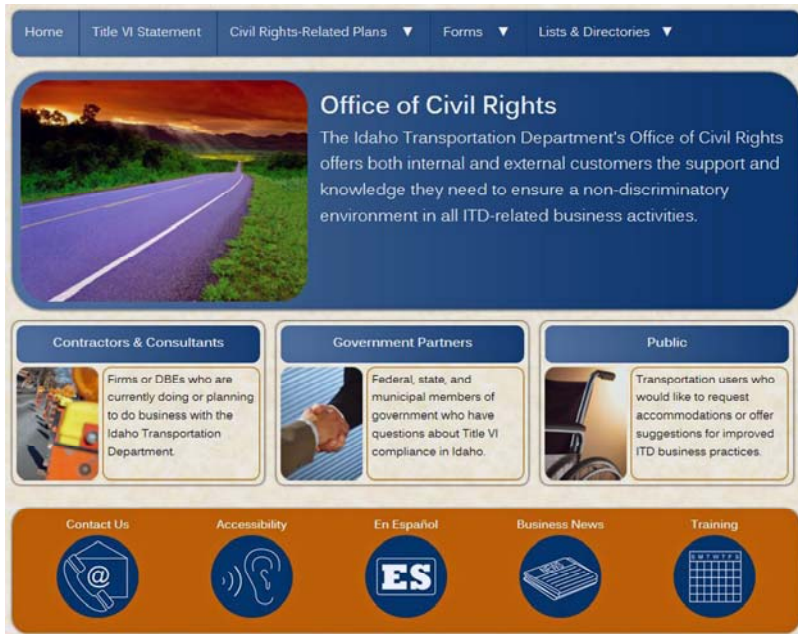 Home Title VI Statement Civil Rights-Related Plans ▼ Forms ▼ Lists & Directories ▼
Office of Civil Rights
The Idaho Transportation Department's Office of Civil Rights
offers both internal and external customers the support and
knowledge they need to ensure a non-discriminatory
environment in all ITD-related business activities.
Contractors & Consultants
Firms or DBEs who are
currently doing or planning
to do business with the
Idaho Transportation
Department.
Government Partners
Federal, state, and
municipal members of
government who have
questions about Title VI
compliance in Idaho.
Public
Transportation users who
would like to request
accommodations or offer
suggestions for improved
ITD business practices.
Contact Us Accessibility En Español Business News Training
@ ES NEWS S M T W T F S